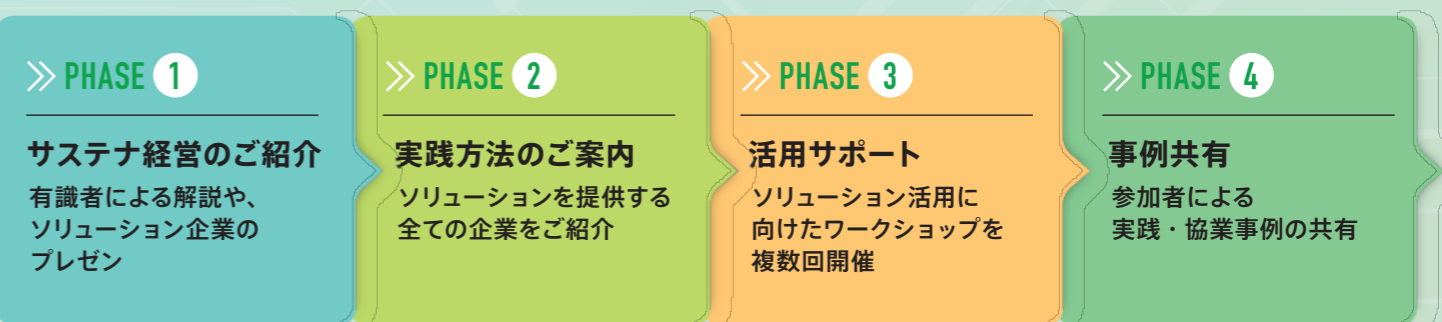 PHASE 1
サステナ経営のご紹介
有識者による解説や、
ソリューション企業の
プレゼン
PHASE 2
実践方法のご案内
ソリューションを提供する
全ての企業をご紹介
PHASE 3
活用サポート
ソリューション活用に
向けたワークショップを
複数回開催
PHASE 4
事例共有
参加者による
実践・協業事例の共有